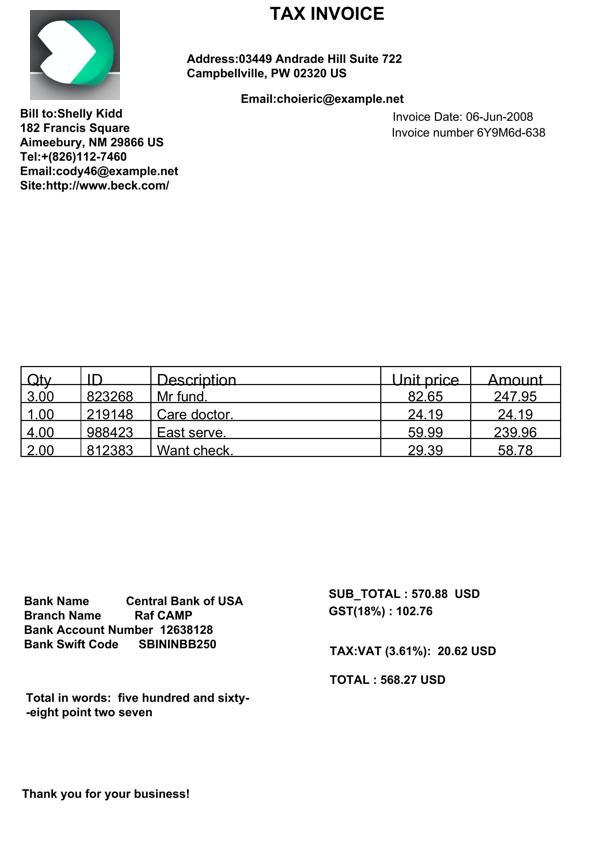 TAX INVOICE
Address:03449 Andrade Hill Suite 722
Campbellville, PW 02320 US
Email:choieric@example.net
Bill to:Shelly Kidd
182 Francis Square
Aimeebury, NM 29866 US
Tel:+(826)112-7460
Email:cody46@example.net
Site:http://www.beck.com/
Invoice Date: 06-Jun-2008
Invoice number 6Y9M6d-638
Qty ID Description Unit price Amount
3.00 823268 Mr fund. 82.65 247.95
1.00 219148 Care doctor. 24.19 24.19
4.00 988423 East serve. 59.99 239.96
2.00 812383 Want check. 29.39 58.78
Bank Name Central Bank of USA
Branch Name Raf CAMP
Bank Account Number 12638128
Bank Swift Code SBININBB250
SUB_TOTAL : 570.88 USD
GST(18%) : 102.76
TAX:VAT (3.61%): 20.62 USD
TOTAL : 568.27 USD
Total in words: five hundred and sixty-
-eight point two seven
Thank you for your business!